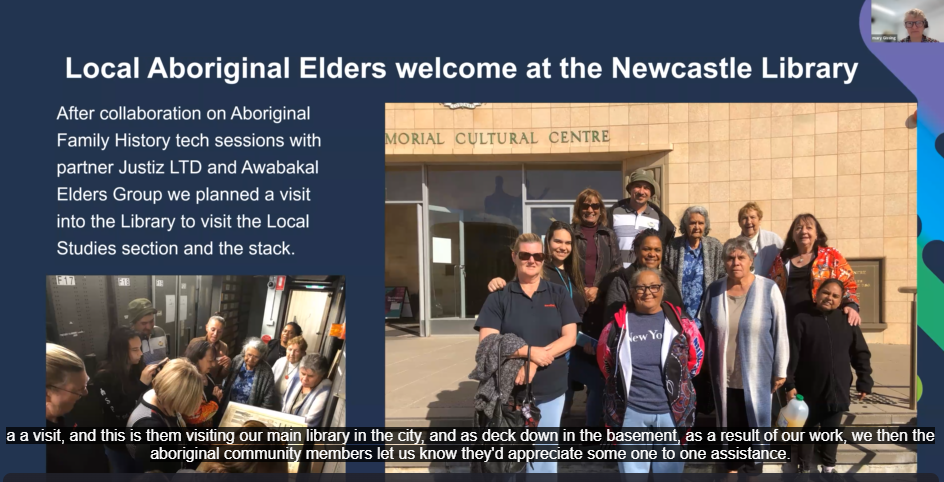 Local Aboriginal Elders welcome at the Newcastle Library
After collaboration on Aboriginal
Family History tech sessions with
partner Justiz LTD and Awabakal
Elders Group we planned a visit
into the Library to visit the Local
Studies section and the stack.
MORIAL CULTURAL CENTRE
New York
F17
a a visit, and this is them visiting our main library in the city, and as deck down in the basement, as a result of our work, we then the
aboriginal community members let us know they'd appreciate some one to one assistance.